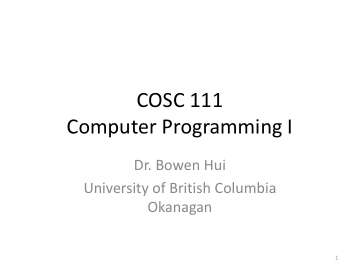 COSC 111
Computer Programming I
Dr. Bowen Hui
University of British Columbia
Okanagan
1